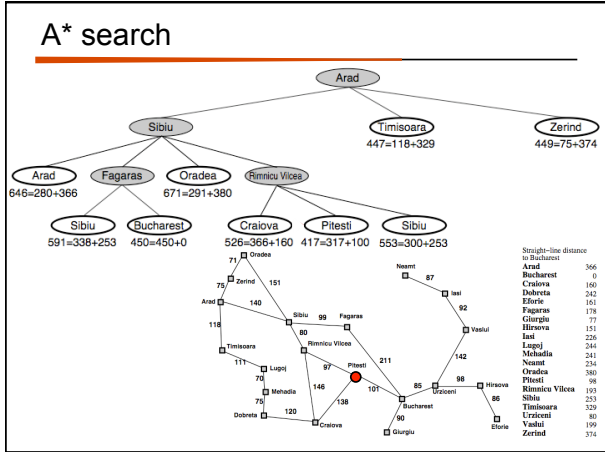 A* search
Arad
Sibiu
Timisoara
Zerind
447=118+329
449=75+374
Arad
Fagaras
Oradea
Rimnicu Vilcea
646=280+366
671=291+380
Sibiu
Bucharest
Craiova
Pitesti
Sibiu
591=338+253
450=450+0
526=366+160
417=317+100
553=300+253
Oradea
71
Zerind
151
75
Arad
140
118
Sibiu
99
Fagaras
80
Rimnicu Vilcea
Timisoara
111
Lugoj
70
Mehadia
75
Dobreta
120
Craiova
146
97
Pitesti
138
101
211
Bucharest
90
Giurgiu
85
Urziceni
98
Hirsova
86
Eforie
142
Vaslui
92
Iasi
87
Neamt
Straight-line distance
to Bucharest
Arad 366
Bucharest 0
Craiova 160
Dobreta 242
Eforie 161
Fagaras 178
Giurgiu 77
Hirsova 151
Iasi 226
Lugoj 244
Mehadia 241
Neamt 234
Oradea 380
Pitesti 98
Rimnicu Vilcea 193
Sibiu 253
Timisoara 329
Urziceni 80
Vaslui 199
Zerind 374